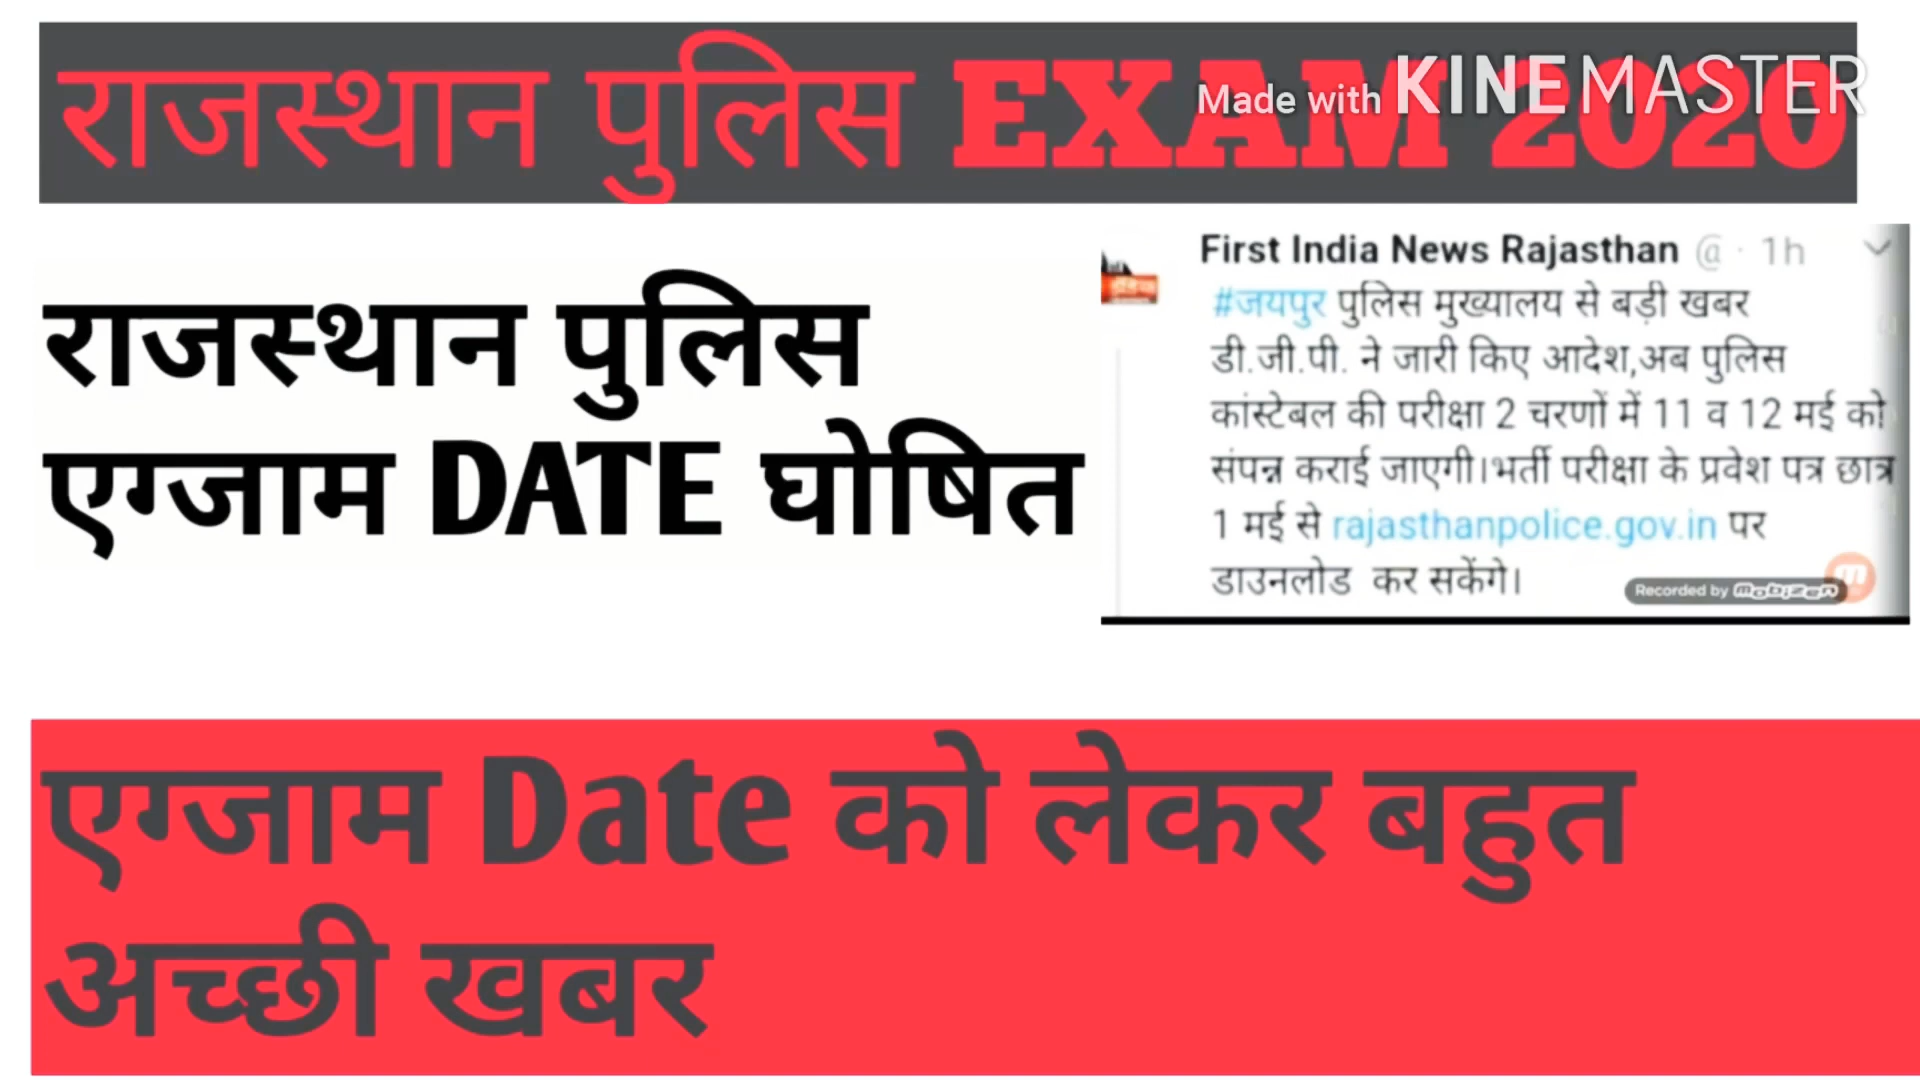 राजस्थान पुलिस EXAM 2020
Made with KINEMASTER
राजस्थान पुलिस
एग्जाम DATE घोषित
First India News Rajasthan @ · 1h
#जयपुर पुलिस मुख्यालय से बड़ी खबर
डी.जी.पी. ने जारी किए आदेश,अब पुलिस
कांस्टेबल की परीक्षा 2 चरणों में 11 व 12 मई को
संपन्न कराई जाएगी।भर्ती परीक्षा के प्रवेश पत्र छात्र
1 मई से rajasthanpolice.gov.in पर
डाउनलोड कर सकेंगे।
Recorded by mobizen
एग्जाम Date को लेकर बहुत
अच्छी खबर